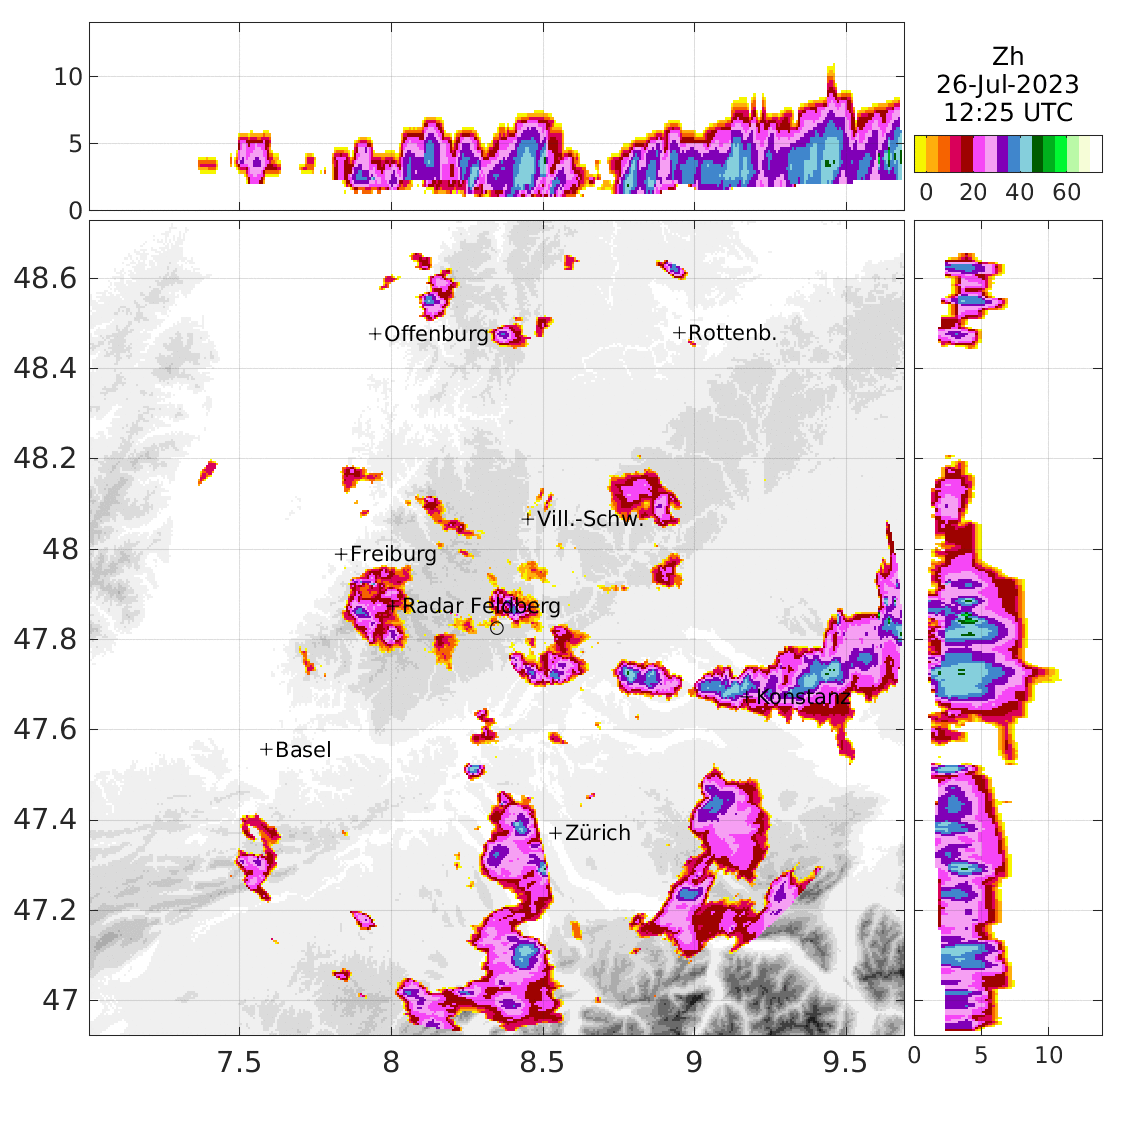 10
5
0
Zh
26-Jul-2023
12:25 UTC
0 20 40 60
48.6
48.4
48.2
48
47.8
47.6
47.4
47.2
47
+Offenburg
+Rottenb.
+Vill.-Schw.
+Freiburg
+Radar Feldberg
+Konstanz
+Basel
+Zürich
7.5 8 8.5 9 9.5
0 5 10